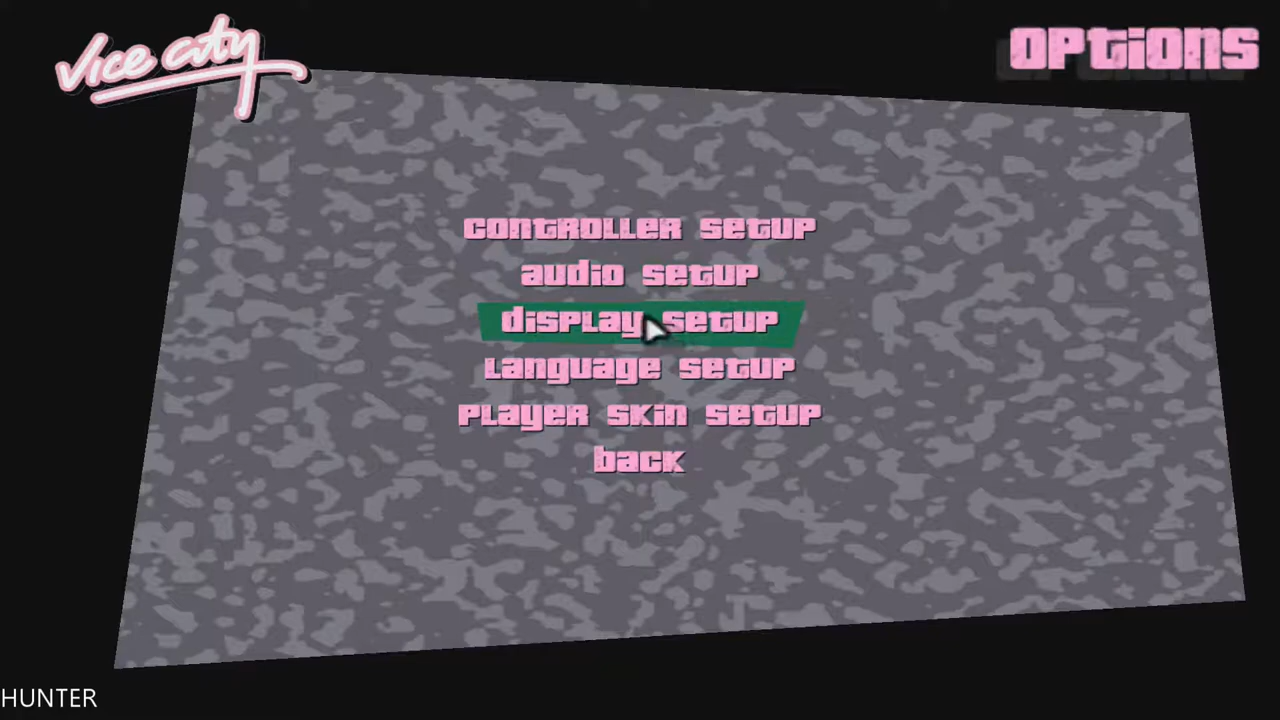 Vice City
OPTIONS
CONTROLLER SETUP
AUDIO SETUP
DISPLAY SETUP
LANGUAGE SETUP
PLAYER SKIN SETUP
BACK
HUNTER